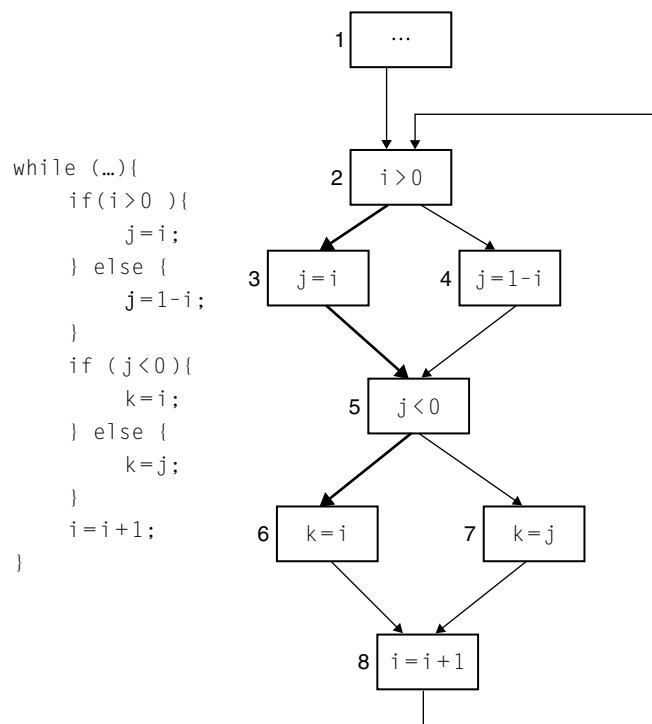 while (…){
if(i>0 ){
j=i;
} else {
j=1-i;
}
if (j<0){
k=i;
} else {
k=j;
}
i=i+1;
}
1 …
2 i>0
3 j=i
4 j=1-i
5 j<0
6 k=i
7 k=j
8 i=i+1